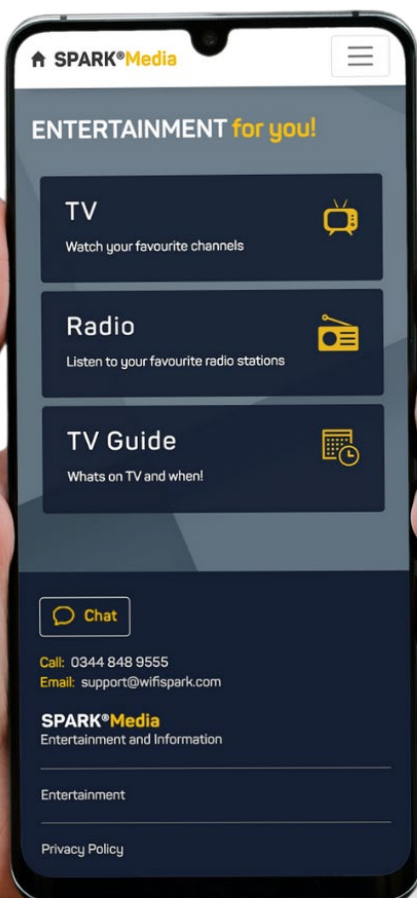 SPARK®Media
ENTERTAINMENT for you!
TV
Watch your favourite channels
Radio
Listen to your favourite radio stations
TV Guide
Whats on TV and when!
Chat
Call: 0344 848 9555
Email: support@wifispark.com
SPARK®Media
Entertainment and Information
Entertainment
Privacy Policy